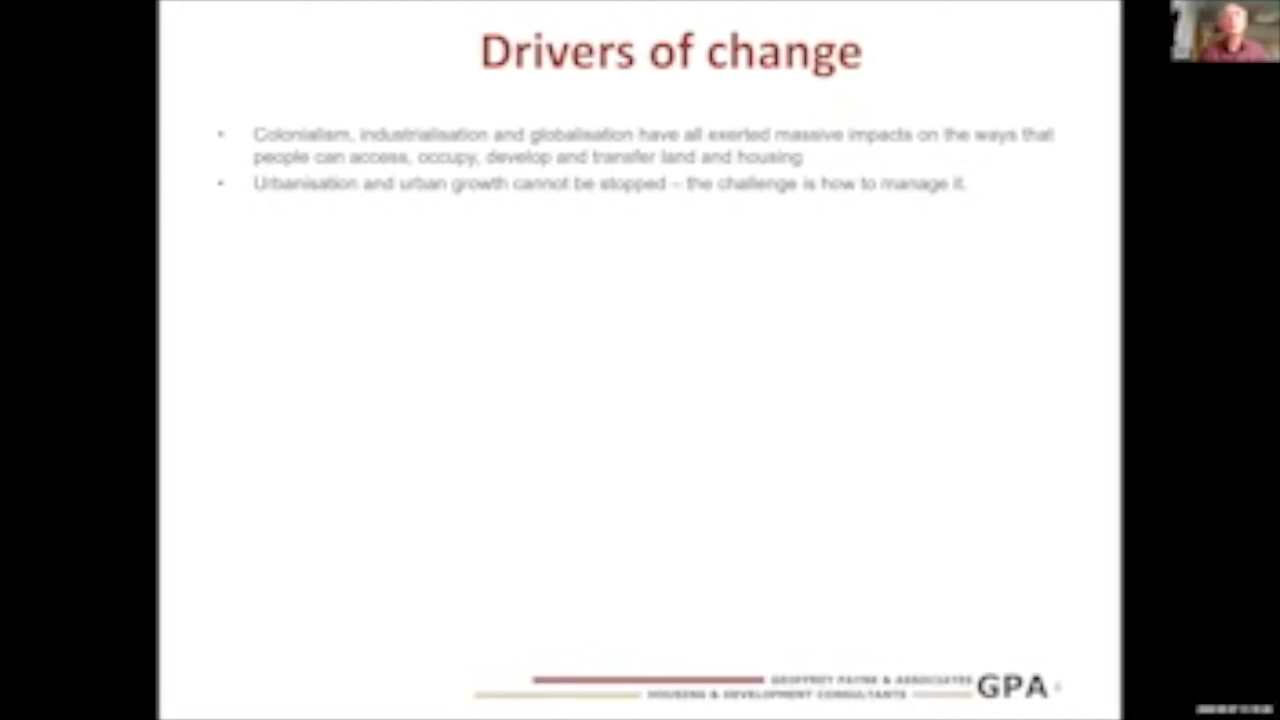 Drivers of change
• Colonialism, industrialisation and globalisation have all exerted massive impacts on the ways that
people can access, occupy, develop and transfer land and housing
• Urbanisation and urban growth cannot be stopped – the challenge is how to manage it.
GEOFFREY PAYNE & ASSOCIATES
HOUSING & DEVELOPMENT CONSULTANTS
GPA